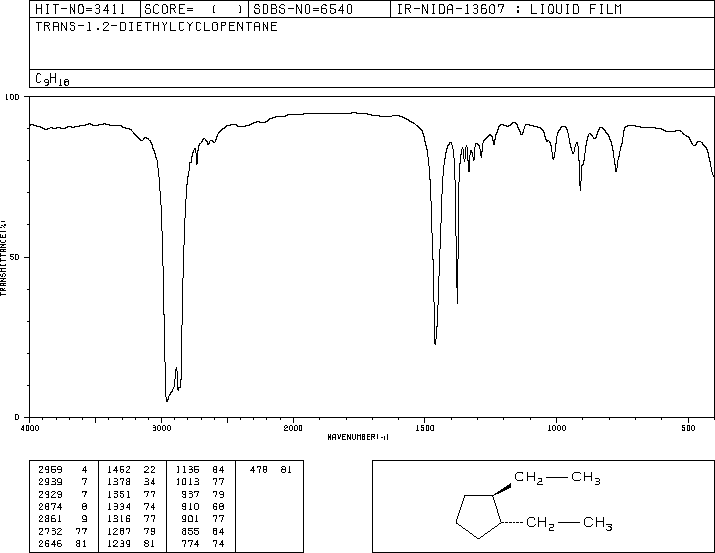 HIT-NO=3411 SCORE= ( ) SDBS-NO=6540 IR-NIDA-13607 : LIQUID FILM
TRANS-1.2-DIETHYLCYCLOPENTANE
C9H18
100
50
0
TRANSMITTANCE(%)
4000 3000 2000 1500 1000 500
WAVENUMBER(-1)
2969 4 1462 22 1136 84 478 81
2939 7 1378 34 1013 77
2929 7 1351 77 937 79
2874 8 1334 74 910 68
2861 9 1316 77 901 77
2732 77 1287 79 855 84
2646 81 1239 81 774 74
CH2—CH3
CH2—CH3